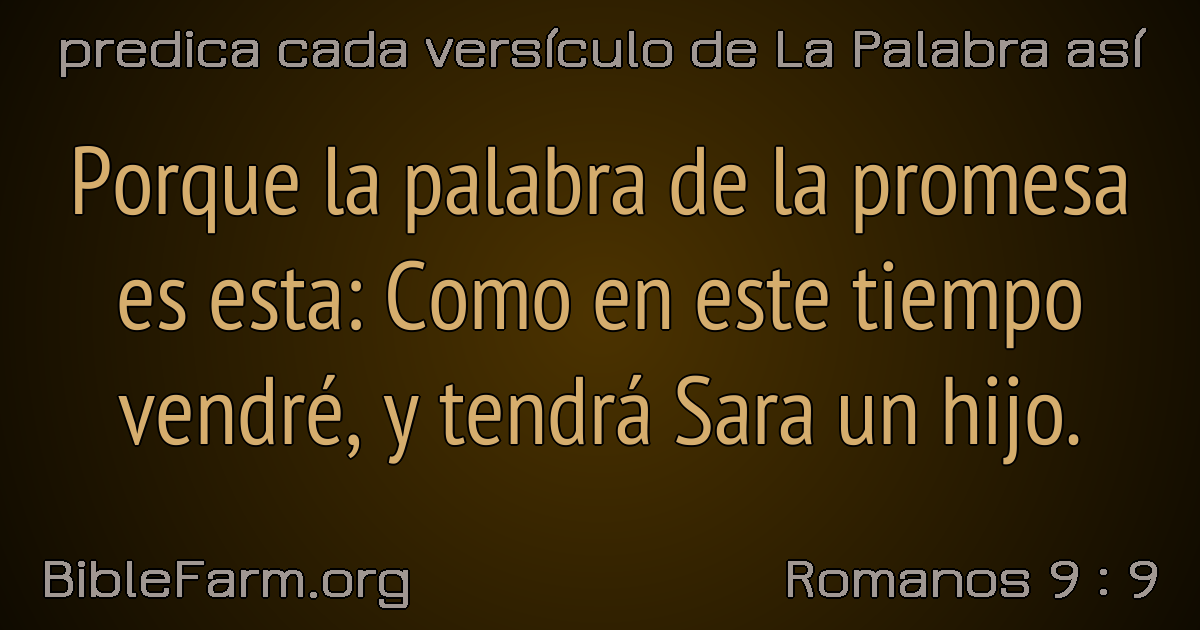 predica cada versículo de La Palabra así
Porque la palabra de la promesa
es esta: Como en este tiempo
vendré, y tendrá Sara un hijo.
BibleFarm.org
Romanos 9 : 9